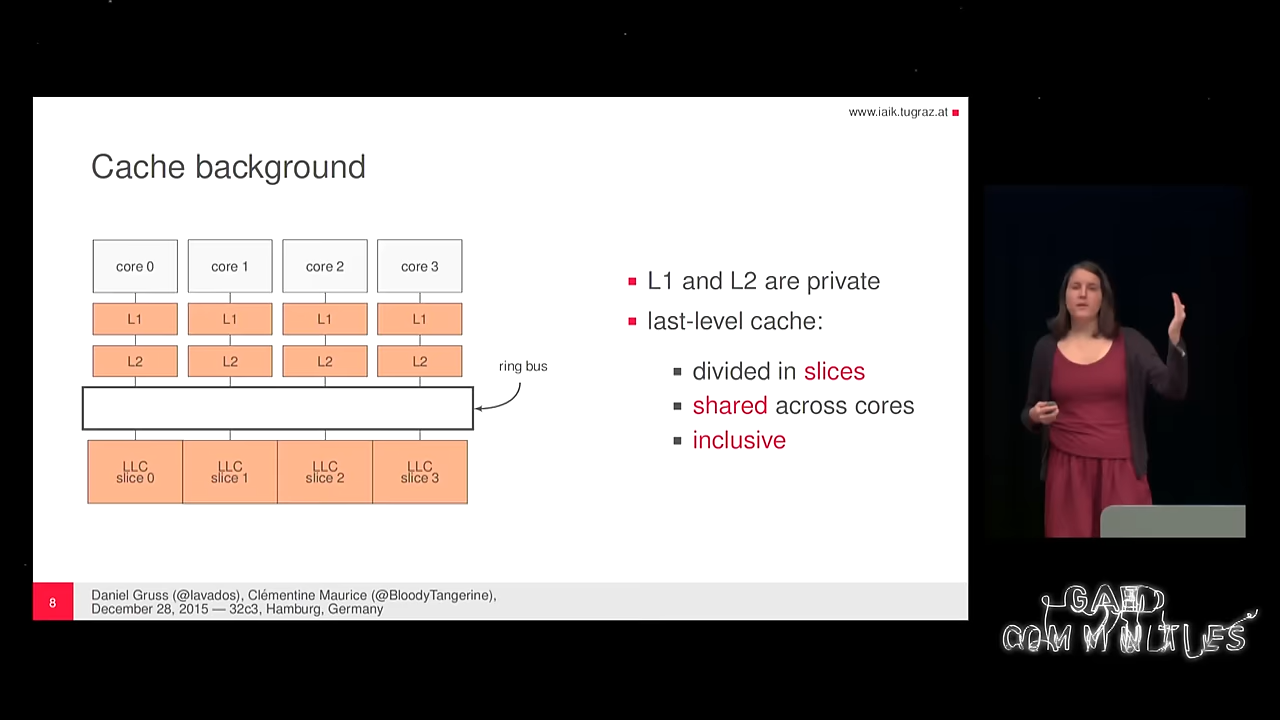 www.iaik.tugraz.at
Cache background
core 0 core 1 core 2 core 3
L1 L1 L1 L1
L2 L2 L2 L2
ring bus
LLC LLC LLC LLC
slice 0 slice 1 slice 2 slice 3
L1 and L2 are private
last-level cache:
divided in slices
shared across cores
inclusive
8
Daniel Gruss (@lavados), Clémentine Maurice (@BloodyTangerine),
December 28, 2015 — 32c3, Hamburg, Germany
GATED
COMMUNITIES